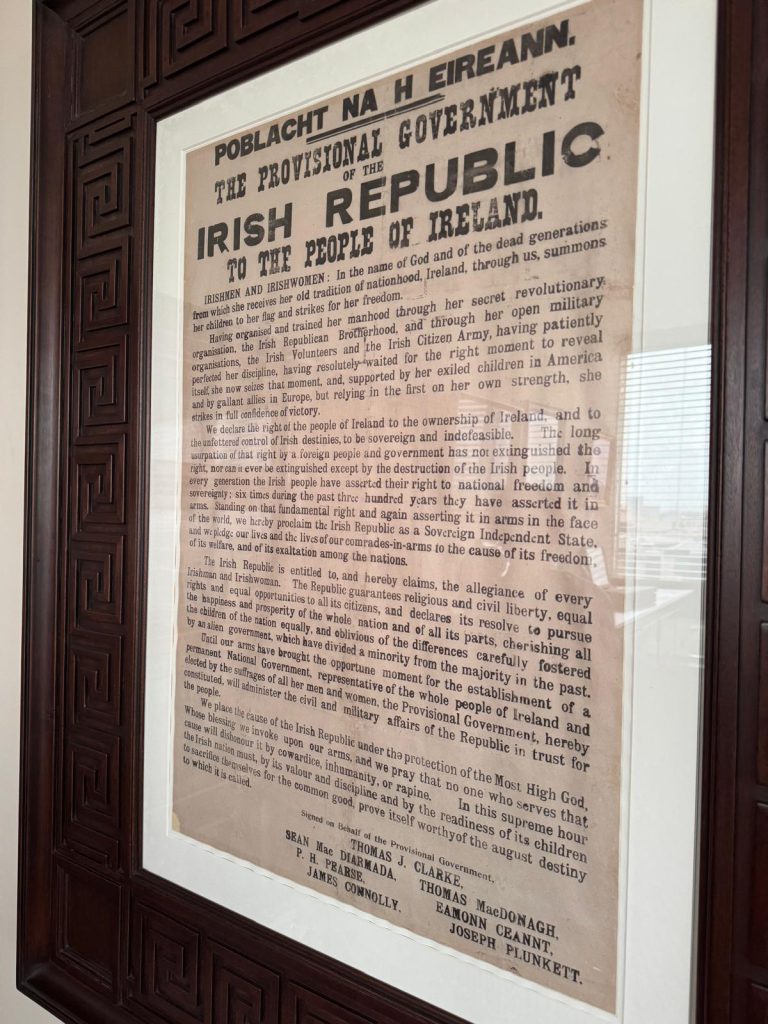 POBLACHT NA H EIREANN.
THE PROVISIONAL GOVERNMENT
OF THE
IRISH REPUBLIC
TO THE PEOPLE OF IRELAND.
IRISHMEN AND IRISHWOMEN: In the name of God and of the dead generations
from which she receives her old tradition of nationhood, Ireland, through us, summons
her children to her flag and strikes for her freedom.
Having organised and trained her manhood through her secret revolutionary
organisation, the Irish Republican Brotherhood, and through her open military
organisations, the Irish Volunteers and the Irish Citizen Army, having patiently
perfected her discipline, having resolutely waited for the right moment to reveal
itself, she now seizes that moment, and, supported by her exiled children in America
and by gallant allies in Europe, but relying in the first on her own strength, she
strikes in full confidence of victory.
We declare the right of the people of Ireland to the ownership of Ireland, and to
the unfettered control of Irish destinies, to be sovereign and indefeasible. The long
usurpation of that right by a foreign people and government has not extinguished the
right, nor can it ever be extinguished except by the destruction of the Irish people. In
every generation the Irish people have asserted their right to national freedom and
sovereignty; six times during the past three hundred years they have asserted it in
arms. Standing on that fundamental right and again asserting it in arms in the face
of the world, we hereby proclaim the Irish Republic as a Sovereign Independent State,
and we pledge our lives and the lives of our comrades-in-arms to the cause of its freedom,
of its welfare, and of its exaltation among the nations.
The Irish Republic is entitled to, and hereby claims, the allegiance of every
Irishman and Irishwoman. The Republic guarantees religious and civil liberty, equal
rights and equal opportunities to all its citizens, and declares its resolve to pursue
the happiness and prosperity of the whole nation and of all its parts, cherishing all
the children of the nation equally, and oblivious of the differences carefully fostered
by an alien government, which have divided a minority from the majority in the past.
Until our arms have brought the opportune moment for the establishment of a
permanent National Government, representative of the whole people of Ireland and
elected by the suffrages of all her men and women, the Provisional Government, hereby
constituted, will administer the civil and military affairs of the Republic in trust for
the people.
We place the cause of the Irish Republic under the protection of the Most High God,
Whose blessing we invoke upon our arms, and we pray that no one who serves that
cause will dishonour it by cowardice, inhumanity, or rapine. In this supreme hour
the Irish nation must, by its valour and discipline and by the readiness of its children
to sacrifice themselves for the common good, prove itself worthy of the august destiny
to which it is called.
Signed on Behalf of the Provisional Government,
THOMAS J. CLARKE,
SEAN Mac DIARMADA, THOMAS MacDONAGH,
P. H. PEARSE, EAMONN CEANNT,
JAMES CONNOLLY. JOSEPH PLUNKETT.